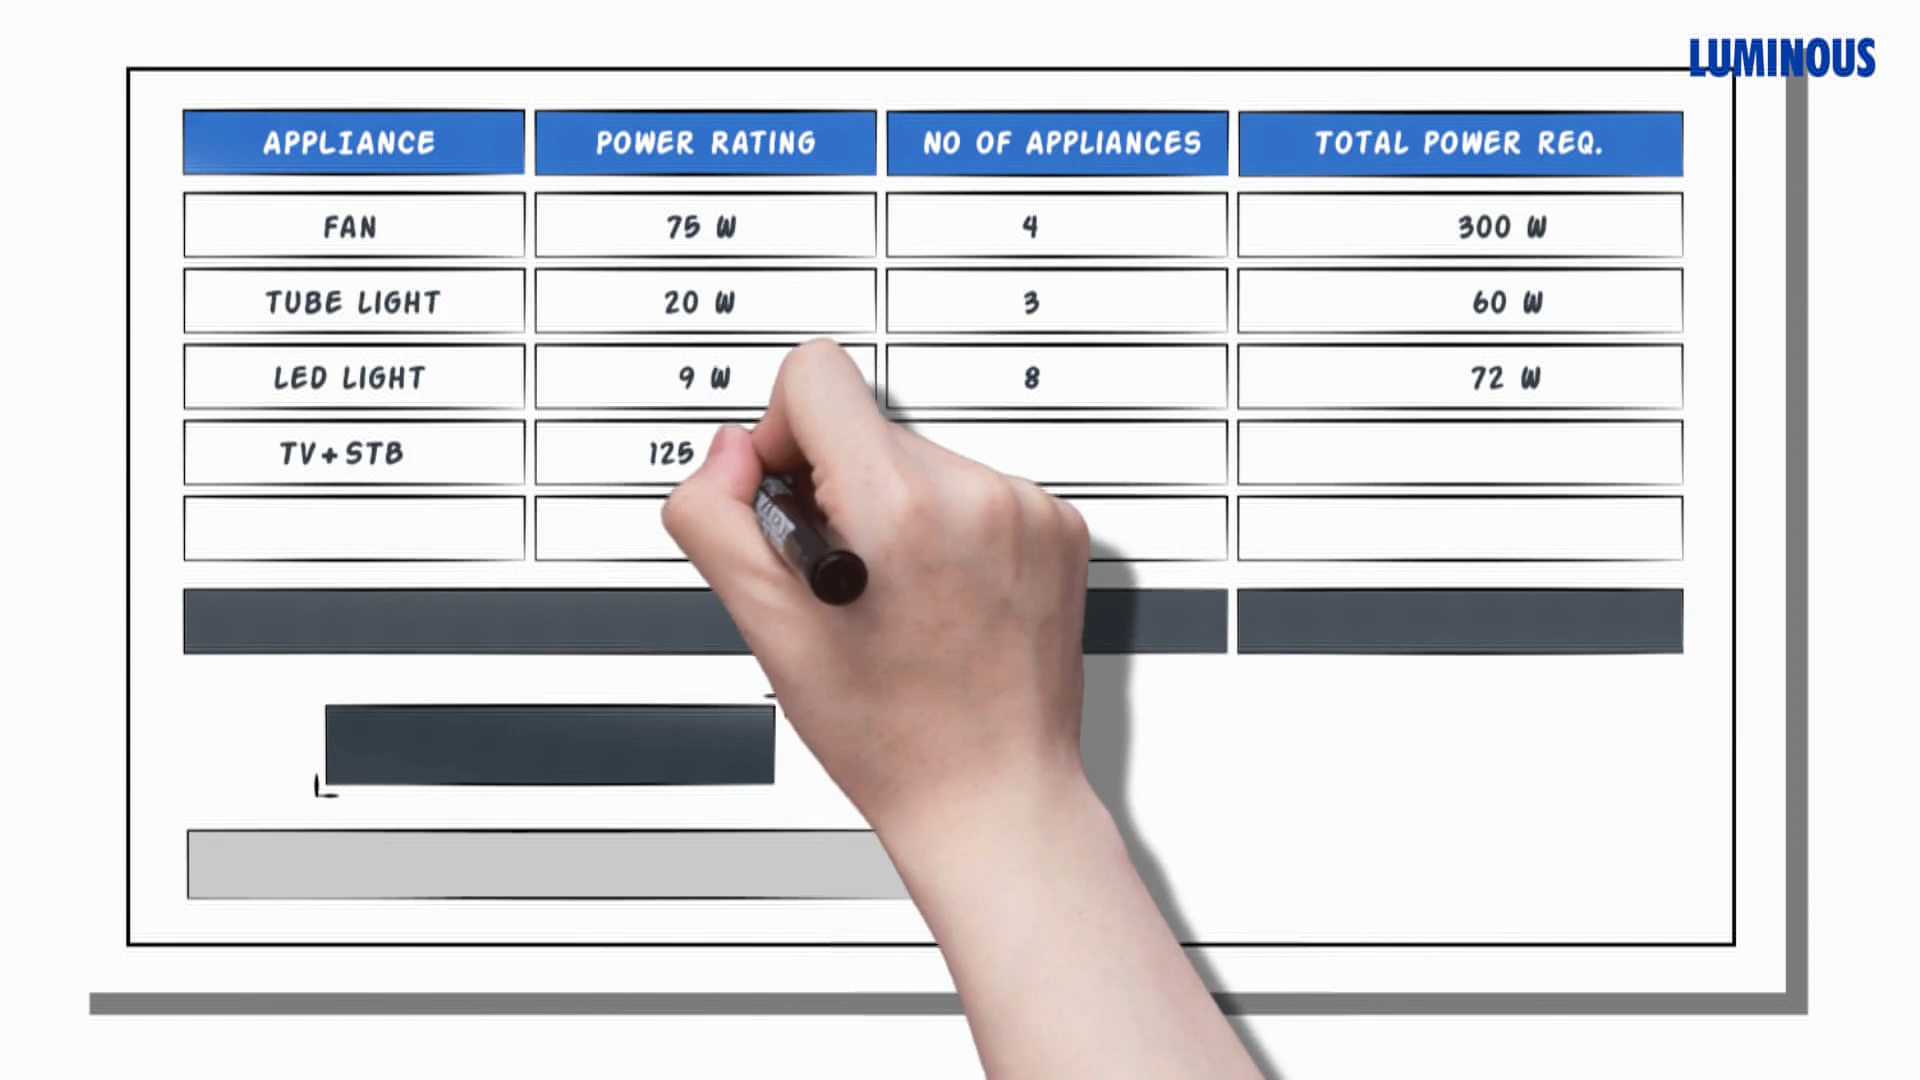 LUMINOUS
APPLIANCE POWER RATING NO OF APPLIANCES TOTAL POWER REQ.
FAN 75 W 4 300 W
TUBE LIGHT 20 W 3 60 W
LED LIGHT 9 W 8 72 W
TV+STB 125